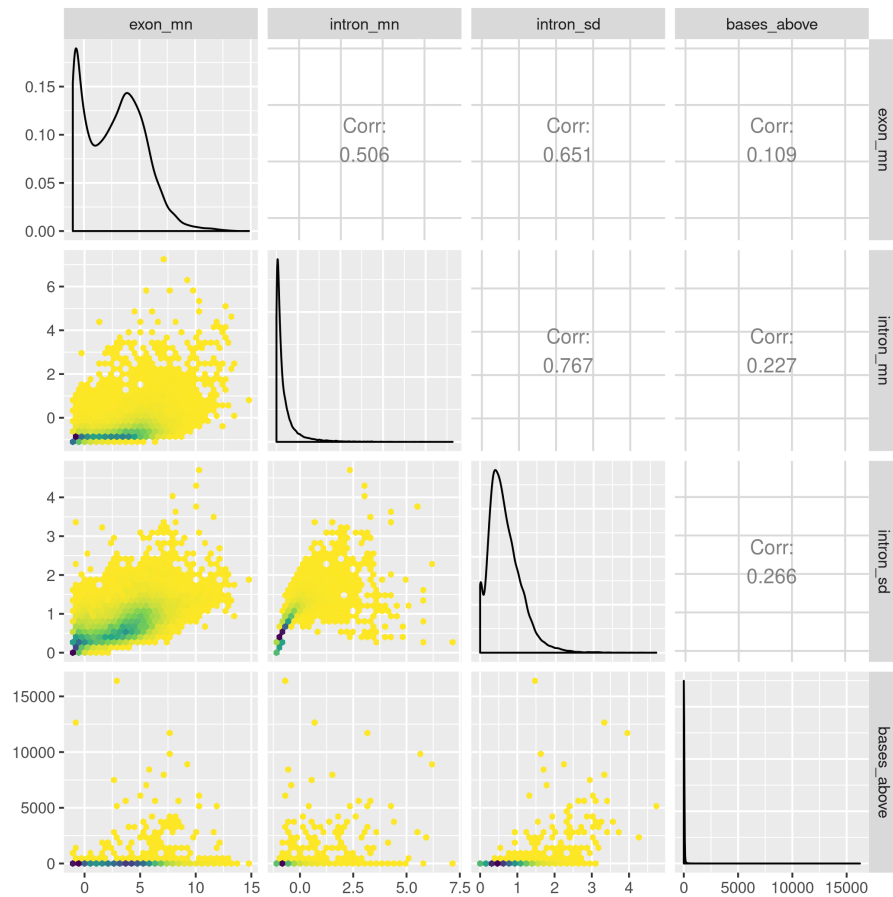 exon_mn
intron_mn
intron_sd
bases_above
0.15
0.10
0.05
0.00
Corr:
0.506
Corr:
0.651
Corr:
0.109
exon_mn
6
4
2
0
Corr:
0.767
Corr:
0.227
intron_mn
4
3
2
1
0
Corr:
0.266
intron_sd
15000
10000
5000
0
bases_above
0
5
10
15
0.0
2.5
5.0
7.5
0
1
2
3
4
0
5000
10000
15000